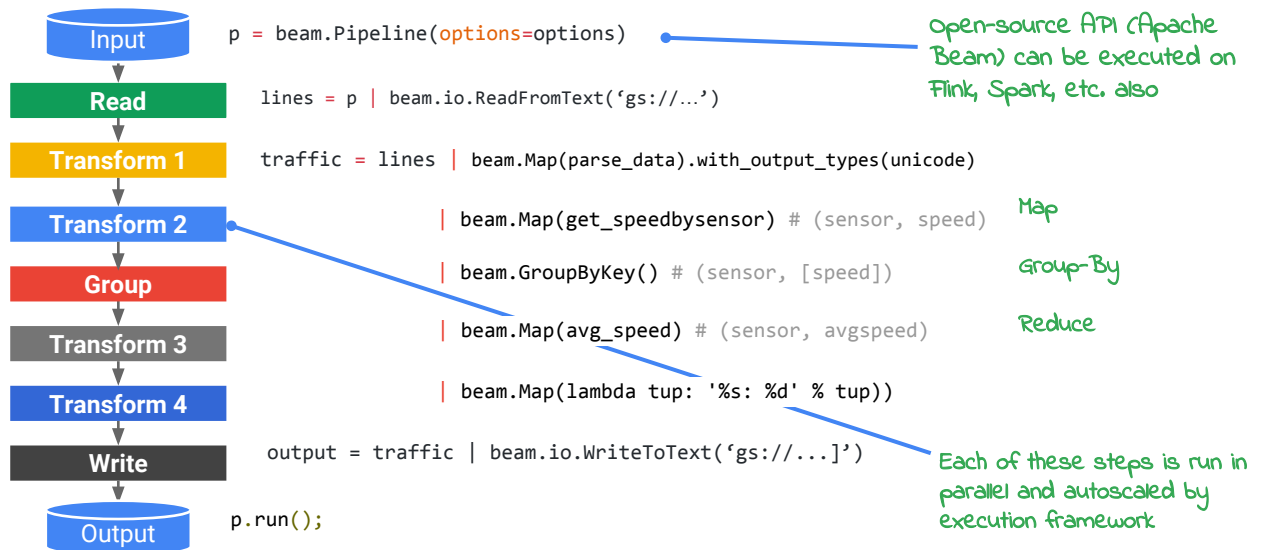 Input
p = beam.Pipeline(options=options)
Open-source API (Apache
Beam) can be executed on
Flink, Spark, etc. also
Read
lines = p | beam.io.ReadFromText(‘gs://…’)
Transform 1
traffic = lines | beam.Map(parse_data).with_output_types(unicode)
Transform 2
| beam.Map(get_speedbysensor) # (sensor, speed)
Map
Group
| beam.GroupByKey() # (sensor, [speed])
Group-By
Transform 3
| beam.Map(avg_speed) # (sensor, avgspeed)
Reduce
Transform 4
| beam.Map(lambda tup: '%s: %d' % tup))
Write
output = traffic | beam.io.WriteToText(‘gs://...]’)
Each of these steps is run in
parallel and autoscaled by
execution framework
Output
p.run();